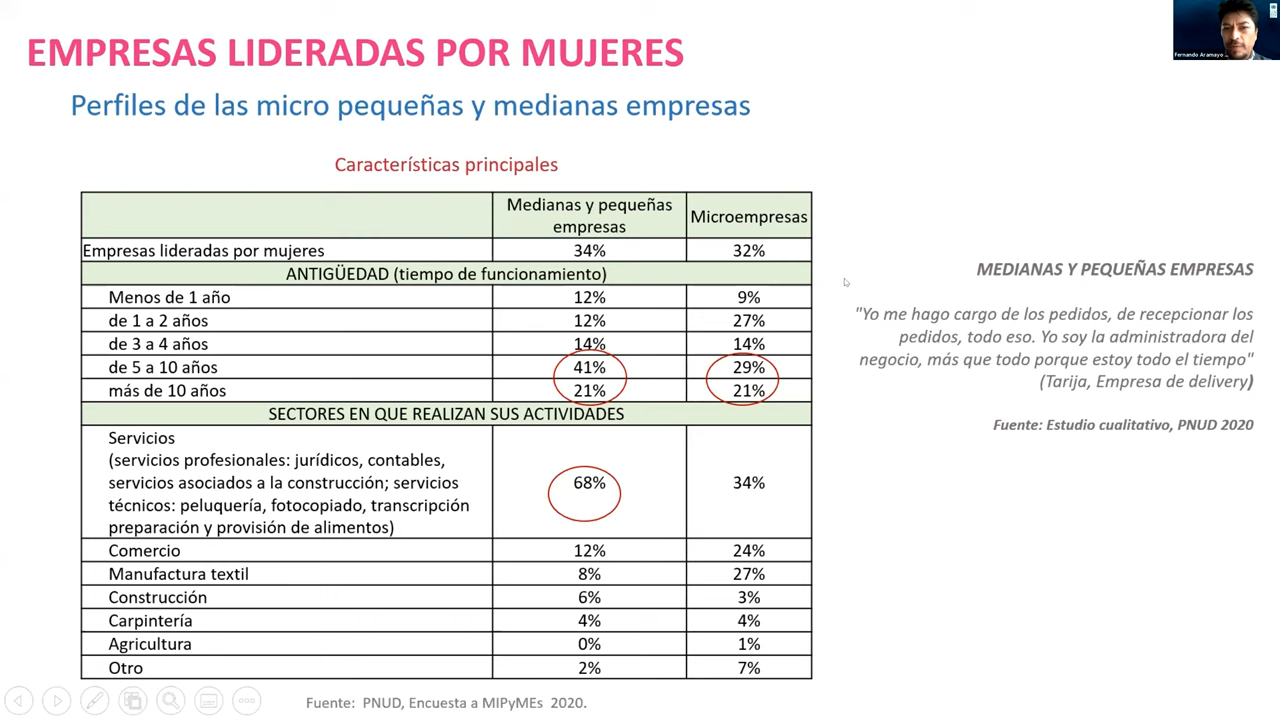 EMPRESAS LIDERADAS POR MUJERES
Perfiles de las micro pequeñas y medianas empresas
Características principales
Medianas y pequeñas empresas Microempresas
Empresas lideradas por mujeres 34% 32%
ANTIGÜEDAD (tiempo de funcionamiento)
Menos de 1 año 12% 9%
de 1 a 2 años 12% 27%
de 3 a 4 años 14% 14%
de 5 a 10 años 41% 29%
más de 10 años 21% 21%
SECTORES EN QUE REALIZAN SUS ACTIVIDADES
Servicios
(servicios profesionales: jurídicos, contables,
servicios asociados a la construcción; servicios 68% 34%
técnicos: peluquería, fotocopiado, transcripción
preparación y provisión de alimentos)
Comercio 12% 24%
Manufactura textil 8% 27%
Construcción 6% 3%
Carpintería 4% 4%
Agricultura 0% 1%
Otro 2% 7%
Fuente: PNUD, Encuesta a MIPyMEs 2020.
MEDIANAS Y PEQUEÑAS EMPRESAS
"Yo me hago cargo de los pedidos, de recepcionar los
pedidos, todo eso. Yo soy la administradora del
negocio, más que todo porque estoy todo el tiempo"
(Tarija, Empresa de delivery)
Fuente: Estudio cualitativo, PNUD 2020
Fernando Aramayo